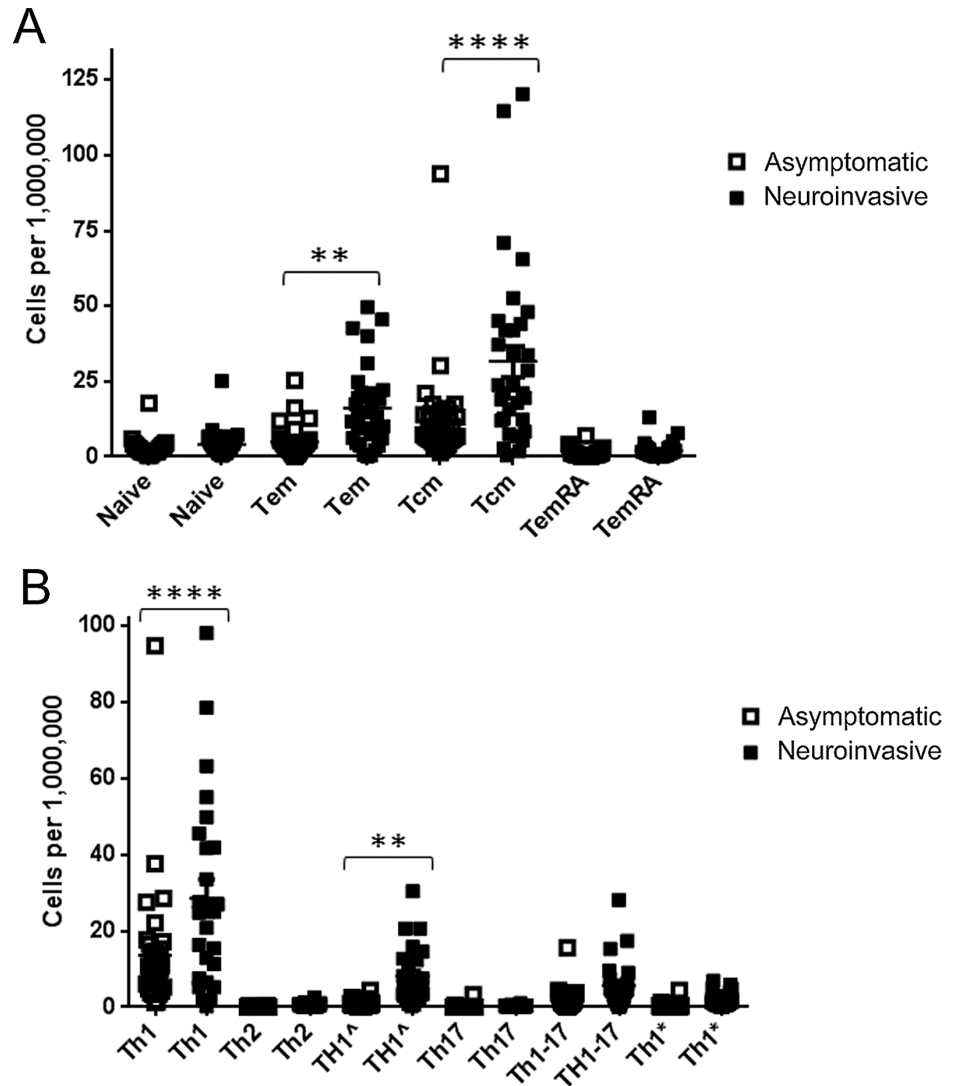 A
****
125
Cells per 1,000,000
100
Asymptomatic
Neuroinvasive
75
**
50
25
0
Naive Naive Tem Tem Tcm Tcm TemRA TemRA
B
****
100
Cells per 1,000,000
80
Asymptomatic
Neuroinvasive
60
**
40
20
0
Th1 Th1 Th2 Th2 TH1^ TH1^ Th17 Th17 Th1-17 TH1-17 Th1* Th1*